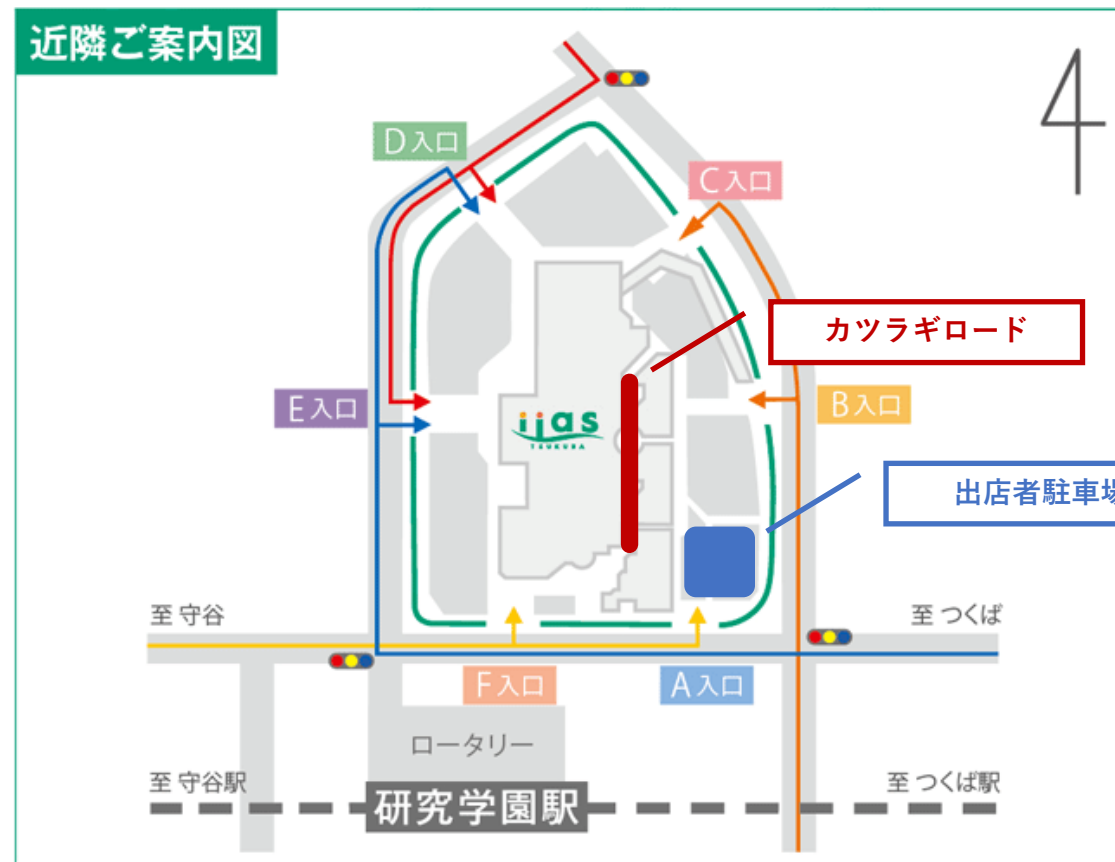 近隣ご案内図
4
D入口
C入口
カツラギロード
E入口
iias
TSUKUBA
B入口
出店者駐車場
至 守谷
至 つくば
F入口
A入口
ロータリー
至 守谷駅
至 つくば駅
研究学園駅